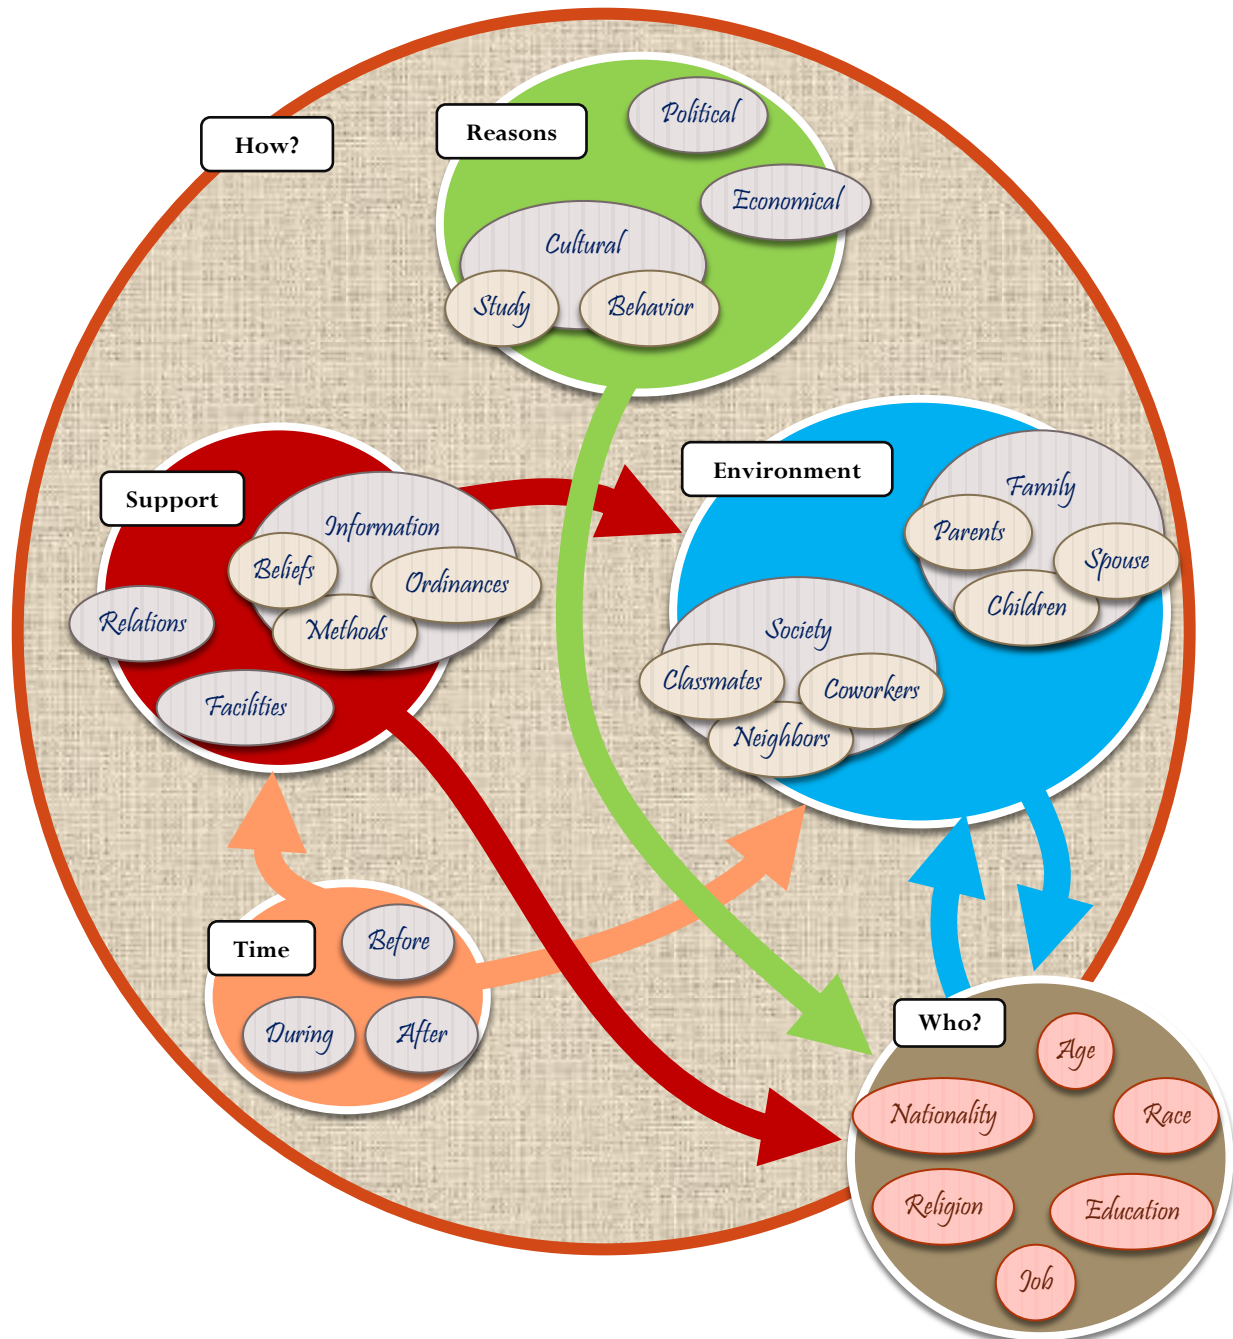 How?
Reasons
Political
Economical
Cultural
Study
Behavior
Support
Information
Beliefs
Ordinances
Methods
Relations
Facilities
Environment
Family
Parents
Spouse
Children
Society
Classmates
Coworkers
Neighbors
Time
Before
During
After
Who?
Age
Nationality
Race
Religion
Education
Job